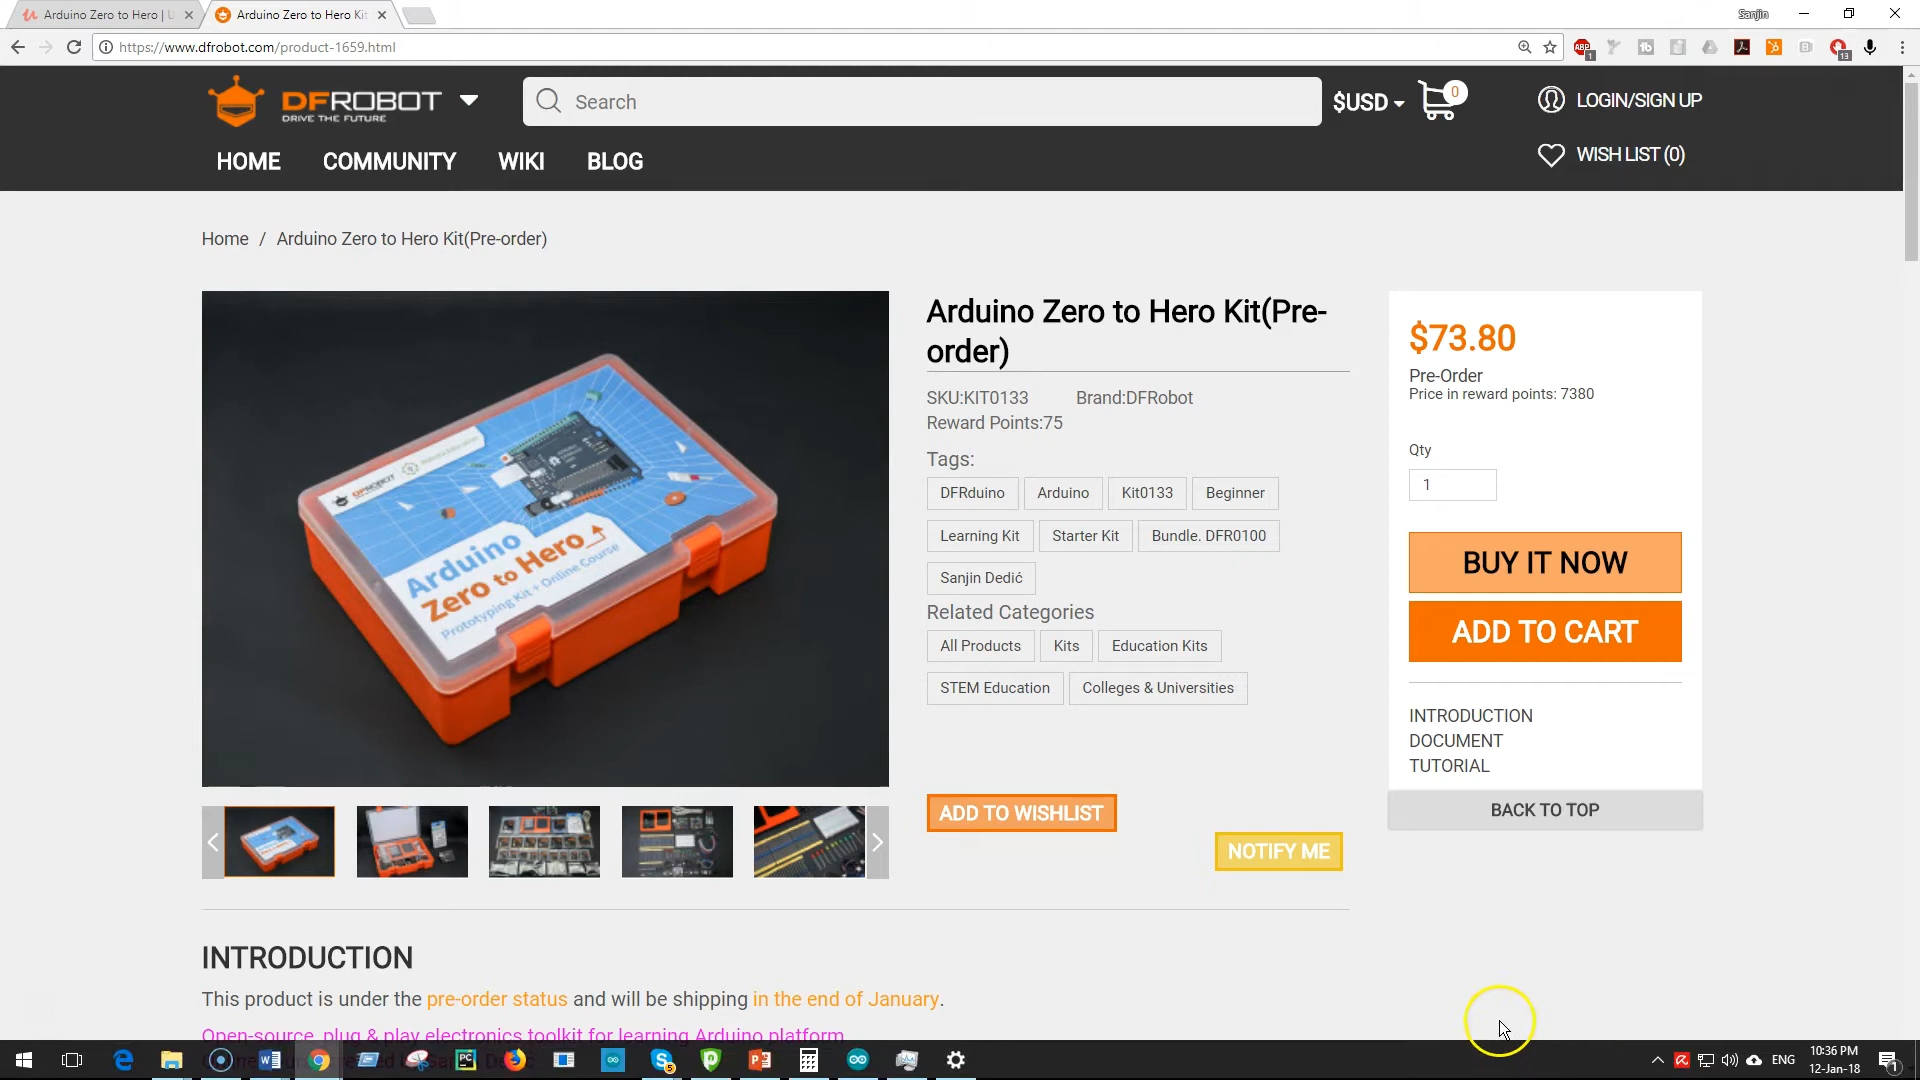 Arduino Zero to Hero | U
Arduino Zero to Hero Kit
Sanjin
https://www.dfrobot.com/product-1659.html
ABP
1
13
DFROBOT
DRIVE THE FUTURE
Search
$USD
0
LOGIN/SIGN UP
HOME
COMMUNITY
WIKI
BLOG
WISH LIST (0)
Home / Arduino Zero to Hero Kit(Pre-order)
DFROBOT
Arduino
Zero to Hero
Prototyping Kit + Online Course
Arduino Zero to Hero Kit(Pre-
order)
SKU:KIT0133
Brand:DFRobot
Reward Points:75
Tags:
DFRduino
Arduino
Kit0133
Beginner
Learning Kit
Starter Kit
Bundle. DFR0100
Sanjin Dedić
Related Categories
All Products
Kits
Education Kits
STEM Education
Colleges & Universities
ADD TO WISHLIST
NOTIFY ME
$73.80
Pre-Order
Price in reward points: 7380
Qty
1
BUY IT NOW
ADD TO CART
INTRODUCTION
DOCUMENT
TUTORIAL
BACK TO TOP
INTRODUCTION
This product is under the pre-order status and will be shipping in the end of January.
Open-source, plug & play electronics toolkit for learning Arduino platform
5
ENG
10:36 PM
12-Jan-18
1